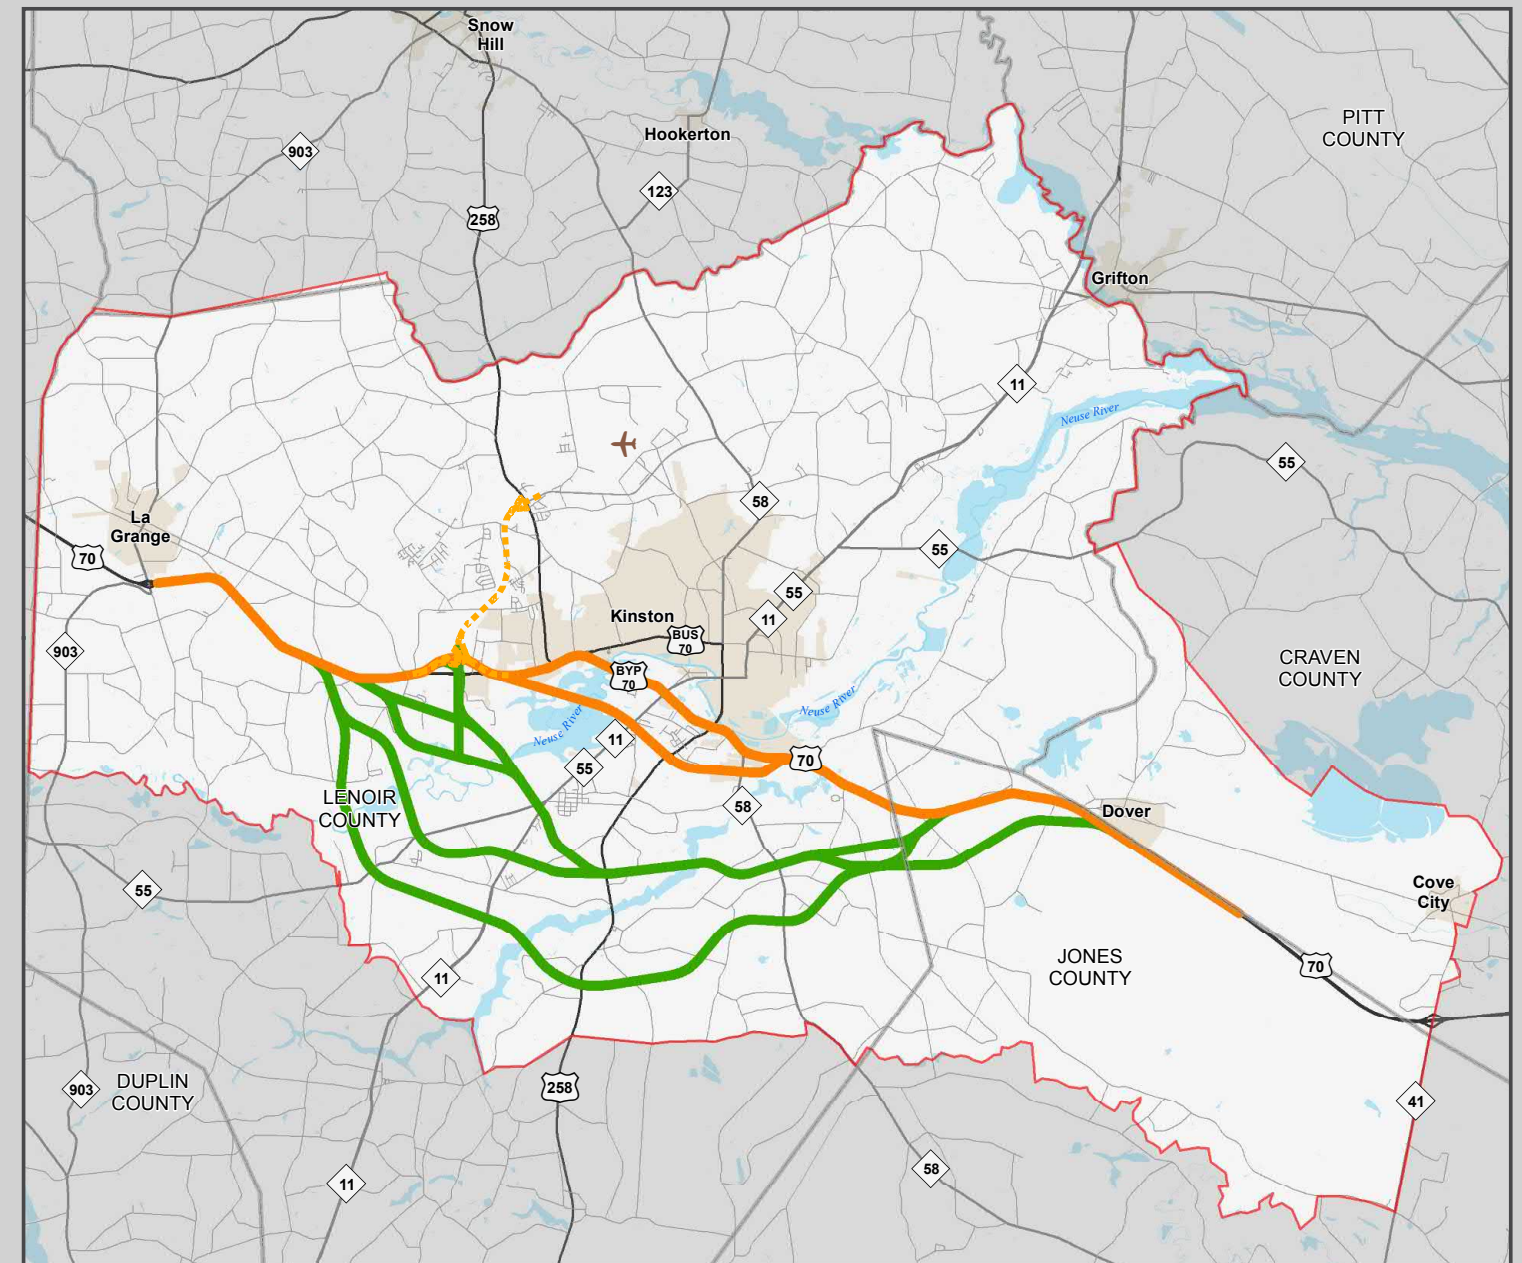 Snow
Hill
Hookerton
PITT
COUNTY
903
123
258
Grifton
11
Neuse River
55
58
La
Grange
70
55
55
Kinston
11
BUS
70
903
BYP
70
CRAVEN
COUNTY
Neuse River
Neuse River
11
70
55
LENOIR
COUNTY
58
Dover
55
Cove
City
11
JONES
COUNTY
70
903
DUPLIN
COUNTY
258
41
58
11